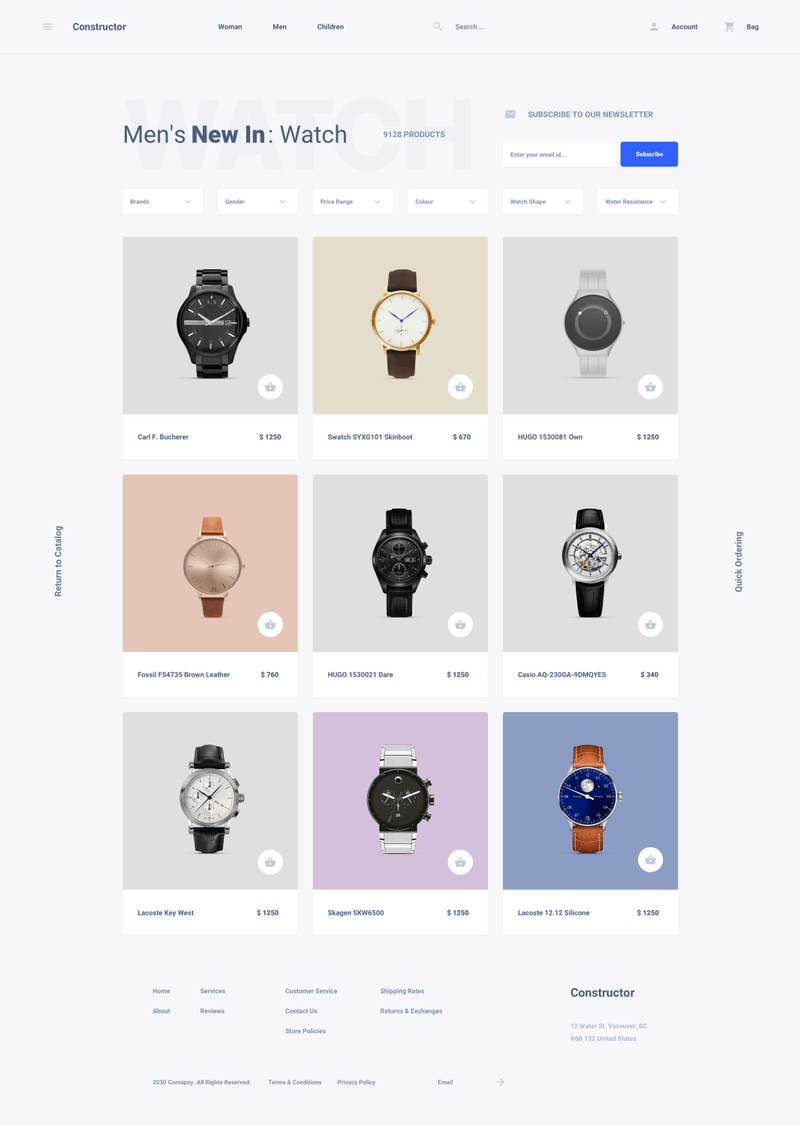 Constructor
Woman
Men
Children
Search ...
Account
Bag
WATCH
Men's New In: Watch
9128 PRODUCTS
SUBSCRIBE TO OUR NEWSLETTER
Enter your email id...
Subscribe
Brands
Gender
Price Range
Colour
Watch Shape
Water Resistance
A|X
Carl F. Bucherer
$ 1250
Swatch SYXG101 Skinboot
$ 670
HUGO 1530081 Own
$ 1250
Return to Catalog
Quick Ordering
Fossil FS4735 Brown Leather
$ 760
HUGO 1530021 Dare
$ 1250
Casio AQ-230GA-9DMQYES
$ 340
Lacoste Key West
$ 1250
Skagen SKW6500
$ 1250
Lacoste 12.12 Silicone
$ 1250
Home
Services
Customer Service
Shipping Rates
About
Reviews
Contact Us
Returns & Exchanges
Store Policies
Constructor
12 Water St. Vacouver, BC
V6B 132 United States
2030 Comapny. All Rights Reserved.
Terms & Conditions
Privacy Policy
Email